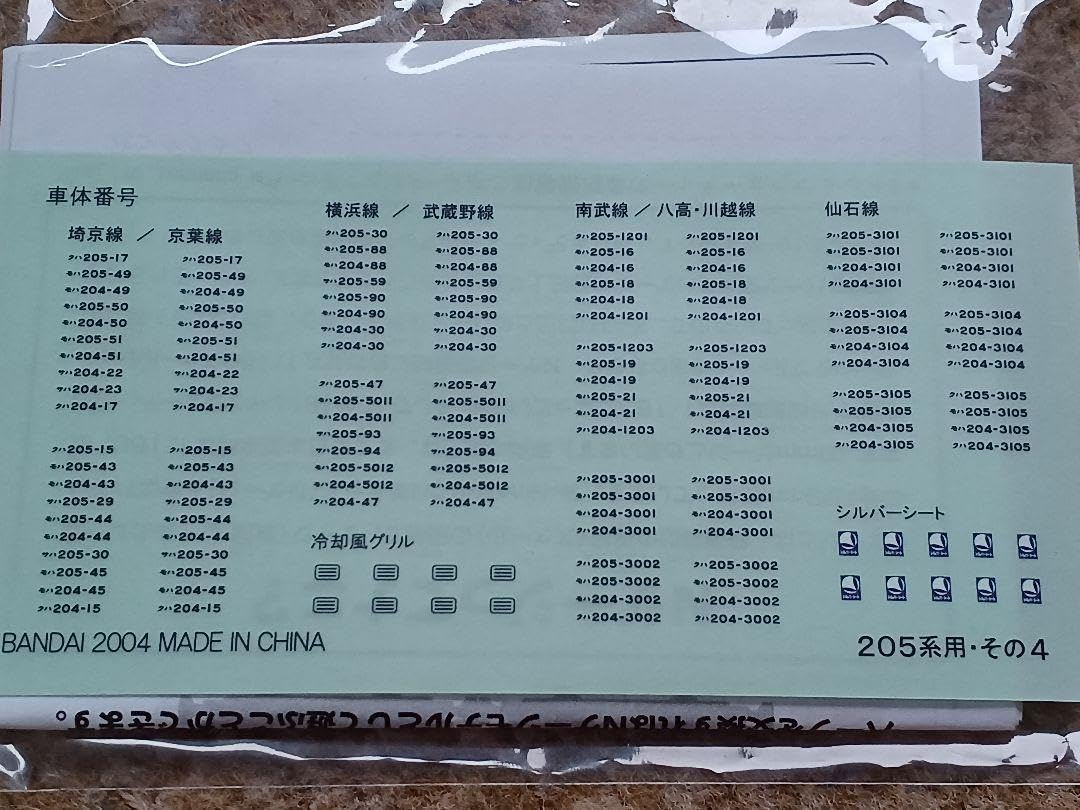 車体番号
埼京線 / 京葉線
クハ205-17 クハ205-17
モハ205-49 モハ205-49
モハ204-49 モハ204-49
モハ205-50 モハ205-50
モハ204-50 モハ204-50
モハ205-51 モハ205-51
モハ204-51 モハ204-51
サハ204-22 サハ204-22
サハ204-23 サハ204-23
クハ204-17 クハ204-17
クハ205-15 クハ205-15
モハ205-43 モハ205-43
モハ204-43 モハ204-43
サハ205-29 サハ205-29
モハ205-44 モハ205-44
モハ204-44 モハ204-44
サハ205-30 サハ205-30
モハ205-45 モハ205-45
モハ204-45 モハ204-45
クハ204-15 クハ204-15
BANDAI 2004 MADE IN CHINA
横浜線 / 武蔵野線
クハ205-30 クハ205-30
モハ205-88 モハ205-88
モハ204-88 モハ204-88
サハ205-59 サハ205-59
モハ205-90 モハ205-90
モハ204-90 モハ204-90
サハ204-30 サハ204-30
クハ204-30 クハ204-30
クハ205-47 クハ205-47
モハ205-5011 モハ205-5011
モハ204-5011 モハ204-5011
サハ205-93 サハ205-93
サハ205-94 サハ205-94
モハ205-5012 モハ205-5012
モハ204-5012 モハ204-5012
クハ204-47 クハ204-47
冷却風グリル
南武線 / 八高・川越線
クハ205-1201 クハ205-1201
モハ205-16 モハ205-16
モハ204-16 モハ204-16
モハ205-18 モハ205-18
モハ204-18 モハ204-18
クハ204-1201 クハ204-1201
クハ205-1203 クハ205-1203
モハ205-19 モハ205-19
モハ204-19 モハ204-19
モハ205-21 モハ205-21
モハ204-21 モハ204-21
クハ204-1203 クハ204-1203
クハ205-3001 クハ205-3001
モハ205-3001 モハ205-3001
モハ204-3001 モハ204-3001
クハ204-3001 クハ204-3001
クハ205-3002 クハ205-3002
モハ205-3002 モハ205-3002
モハ204-3002 モハ204-3002
クハ204-3002 クハ204-3002
仙石線
クハ205-3101 クハ205-3101
モハ205-3101 モハ205-3101
モハ204-3101 モハ204-3101
クハ204-3101 クハ204-3101
クハ205-3104 クハ205-3104
モハ205-3104 モハ205-3104
モハ204-3104 モハ204-3104
クハ204-3104 クハ204-3104
クハ205-3105 クハ205-3105
モハ205-3105 モハ205-3105
モハ204-3105 モハ204-3105
クハ204-3105 クハ204-3105
シルバーシート
205系用・その4
ーツを交換すればNゲージモデルとして遊ぶことができます。